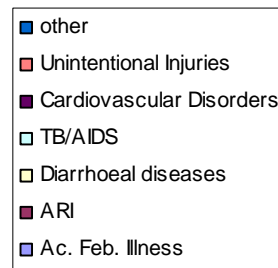 other
Unintentional Injuries
Cardiovascular Disorders
TB/AIDS
Diarrhoeal diseases
ARI
Ac. Feb. Illness